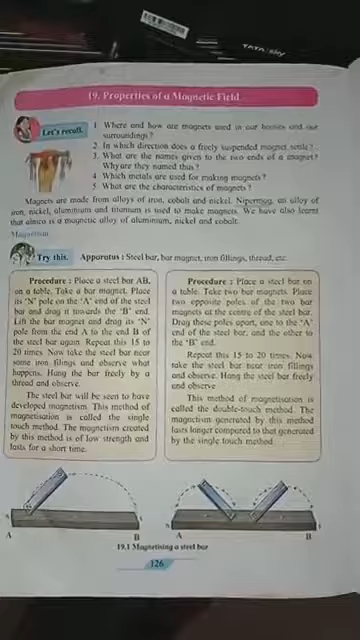 TATA sky
19. Properties of a Magnetic Field
Let's recall.
1. Where and how are magnets used in our homes and our
surroundings?
2. In which direction does a freely suspended magnet settle?
3. What are the names given to the two ends of a magnet?
Why are they named thus?
4. Which metals are used for making magnets?
5. What are the characteristics of magnets?
Magnets are made from alloys of iron, cobalt and nickel. Nipermag, an alloy of
iron, nickel, aluminium and titanium is used to make magnets. We have also learnt
that alnico is a magnetic alloy of aluminium, nickel and cobalt.
Magnetism
Try this.
Apparatus : Steel bar, bar magnet, iron filings, thread, etc.
Procedure : Place a steel bar AB,
on a table. Take a bar magnet. Place
its 'N' pole on the 'A' end of the steel
bar and drag it towards the 'B' end.
Lift the bar magnet and drag its 'N'
pole from the end A to the end B of
the steel bar again. Repeat this 15 to
20 times. Now take the steel bar near
some iron filings and observe what
happens. Hang the bar freely by a
thread and observe.
The steel bar will be seen to have
developed magnetism. This method of
magnetisation is called the single
touch method. The magnetism created
by this method is of low strength and
lasts for a short time.
Procedure : Place a steel bar on
a table. Take two bar magnets. Place
two opposite poles of the two bar
magnets at the centre of the steel bar.
Drag these poles apart, one to the 'A'
end of the steel bar, and the other to
the 'B' end.
Repeat this 15 to 20 times. Now
take the steel bar near iron filings
and observe. Hang the steel bar freely
and observe
This method of magnetisation is
called the double-touch method. The
magnetism generated by this method
lasts longer compared to that generated
by the single touch method.
A B A B
19.1 Magnetising a steel bar
126